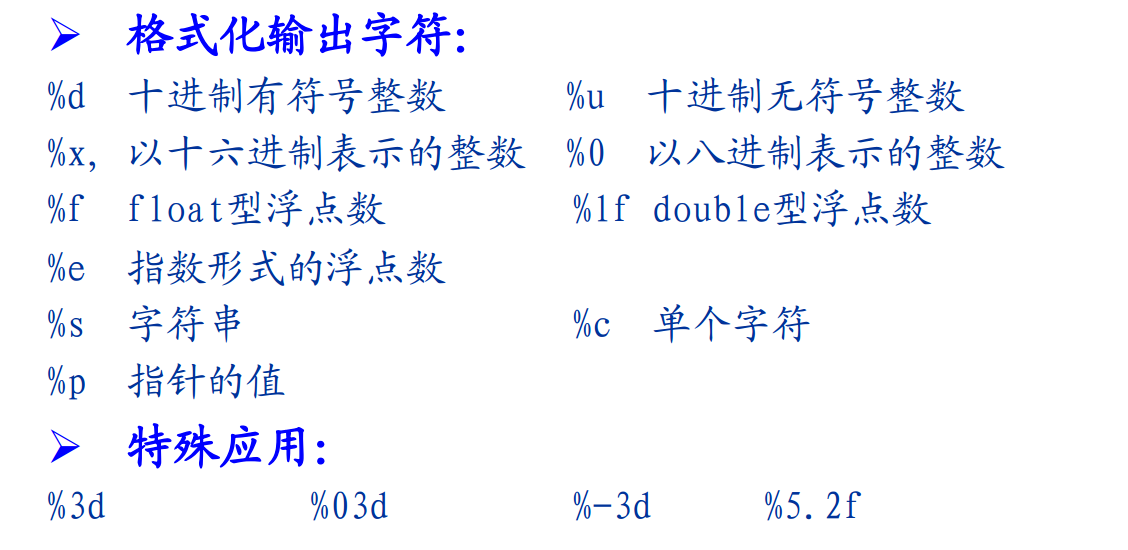 ➢ 格式化输出字符:
%d 十进制有符号整数 %u 十进制无符号整数
%x, 以十六进制表示的整数 %0 以八进制表示的整数
%f float型浮点数 %lf double型浮点数
%e 指数形式的浮点数
%s 字符串 %c 单个字符
%p 指针的值
➢ 特殊应用:
%3d %03d %-3d %5.2f